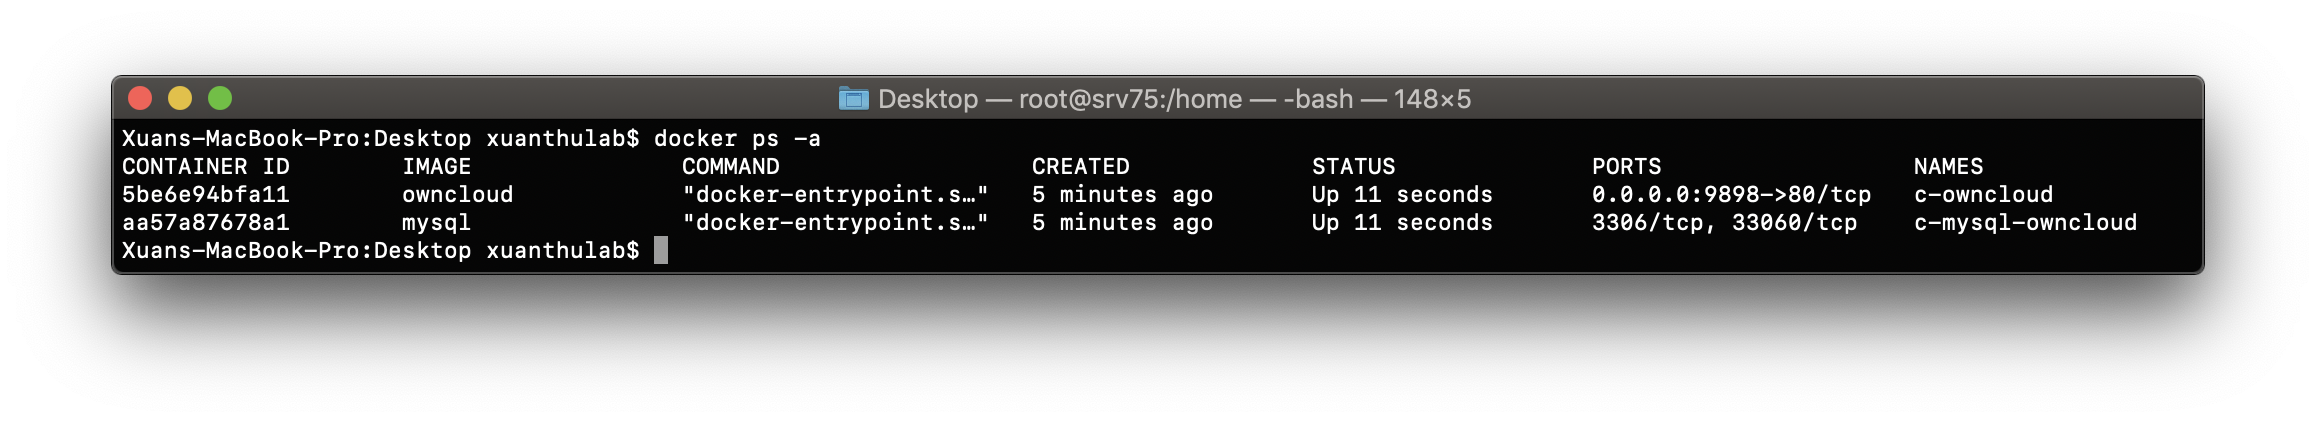 Desktop — root@srv75:/home — -bash — 148×5
Xuans-MacBook-Pro:Desktop xuanthulab$ docker ps -a
CONTAINER ID        IMAGE               COMMAND                  CREATED             STATUS              PORTS                  NAMES
5be6e94bfa11        owncloud            "docker-entrypoint.s…"   5 minutes ago       Up 11 seconds       0.0.0.0:9898->80/tcp   c-owncloud
aa57a87678a1        mysql               "docker-entrypoint.s…"   5 minutes ago       Up 11 seconds       3306/tcp, 33060/tcp    c-mysql-owncloud
Xuans-MacBook-Pro:Desktop xuanthulab$